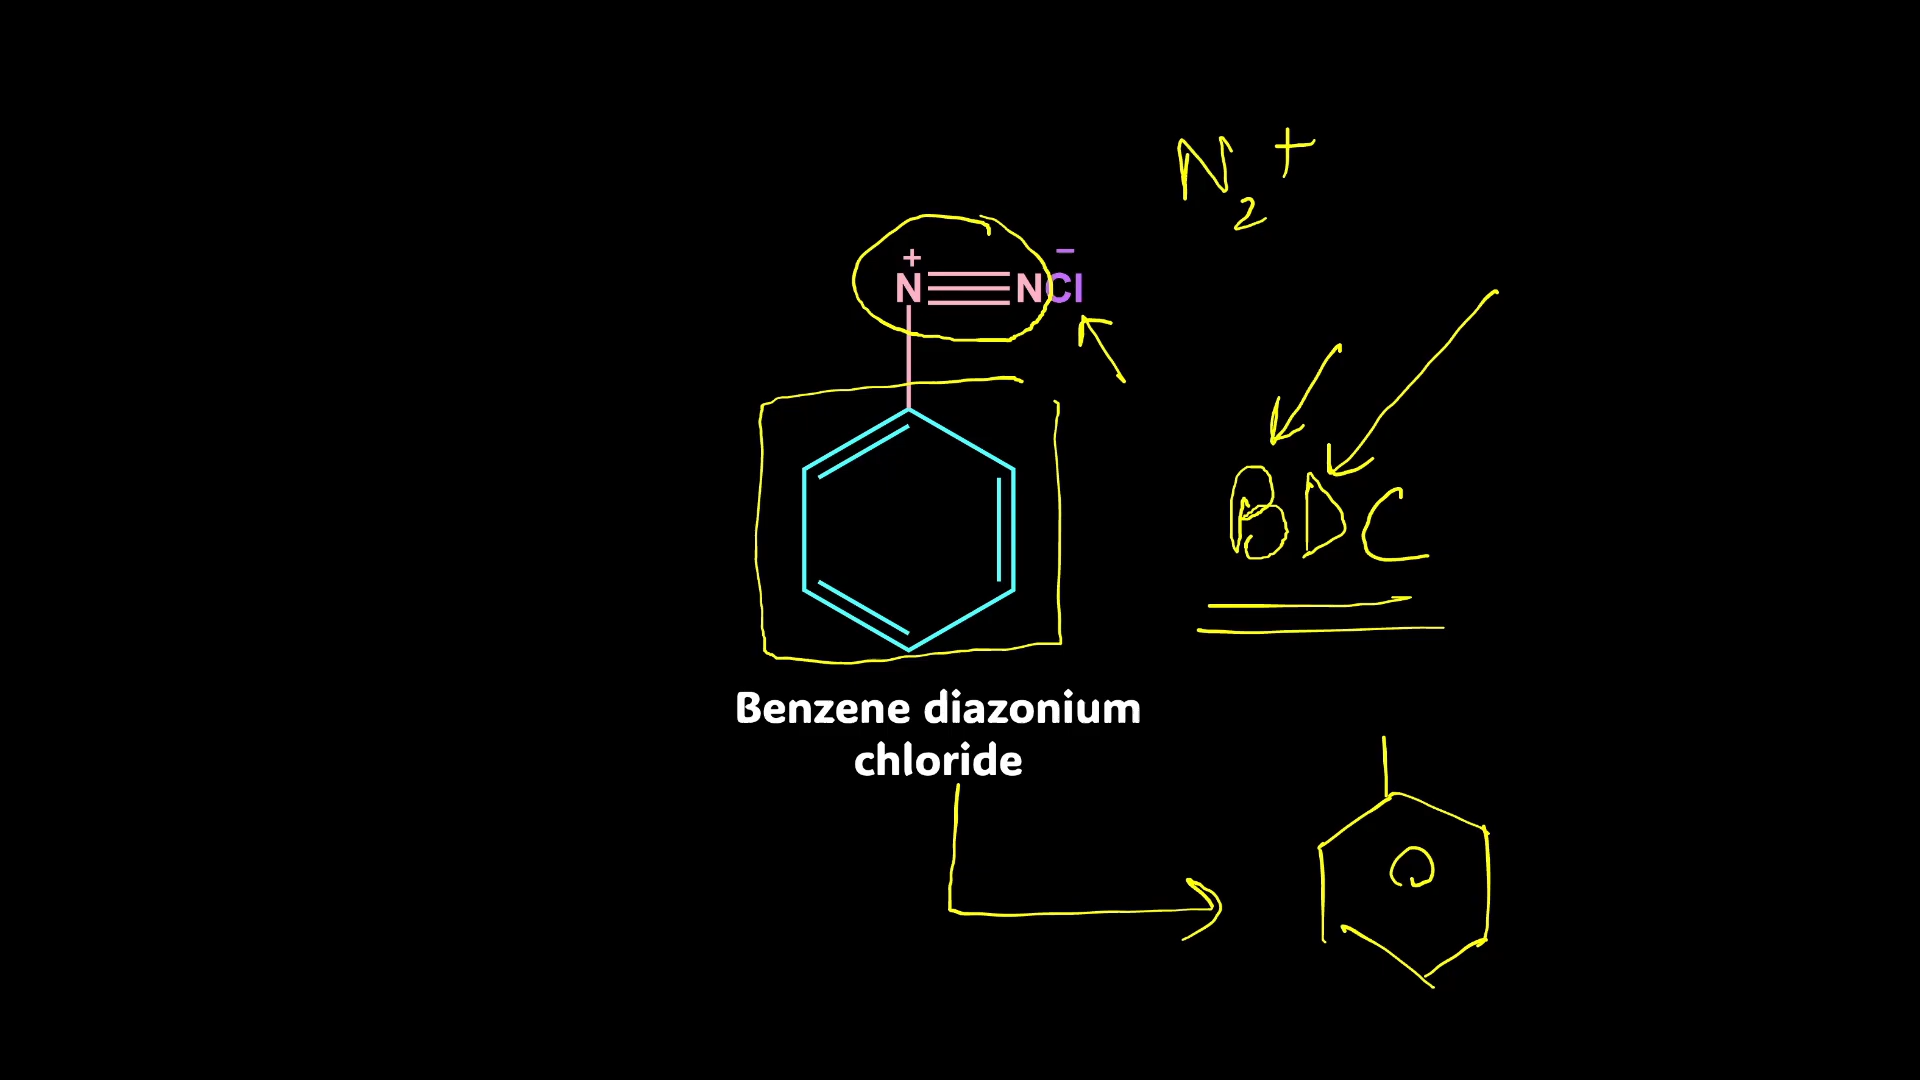 N₂⁺
+ −
N≡NCl
BDC
Benzene diazonium
chloride